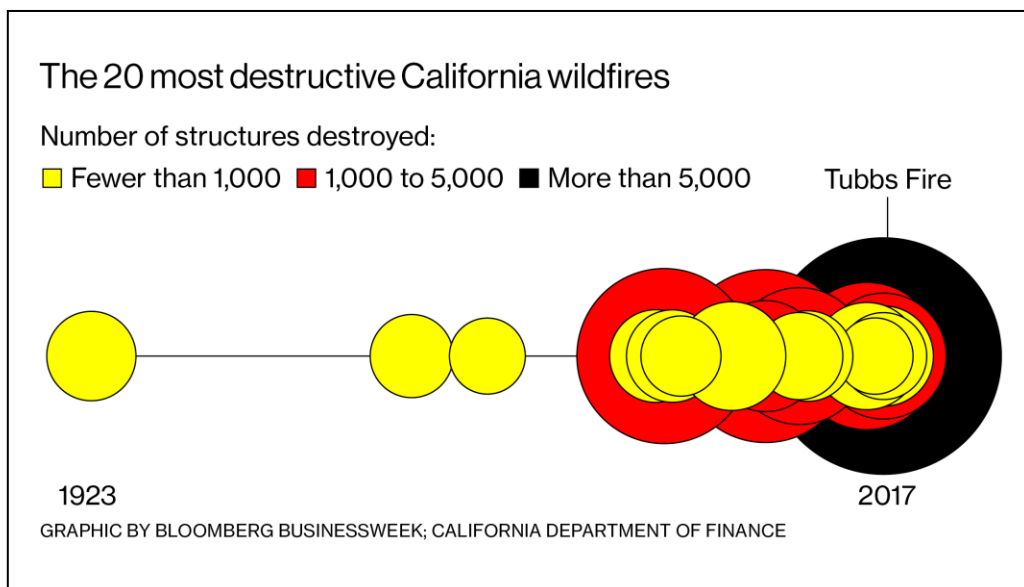 The 20 most destructive California wildfires
Number of structures destroyed:
Fewer than 1,000 1,000 to 5,000 More than 5,000
Tubbs Fire
1923
2017
GRAPHIC BY BLOOMBERG BUSINESSWEEK; CALIFORNIA DEPARTMENT OF FINANCE